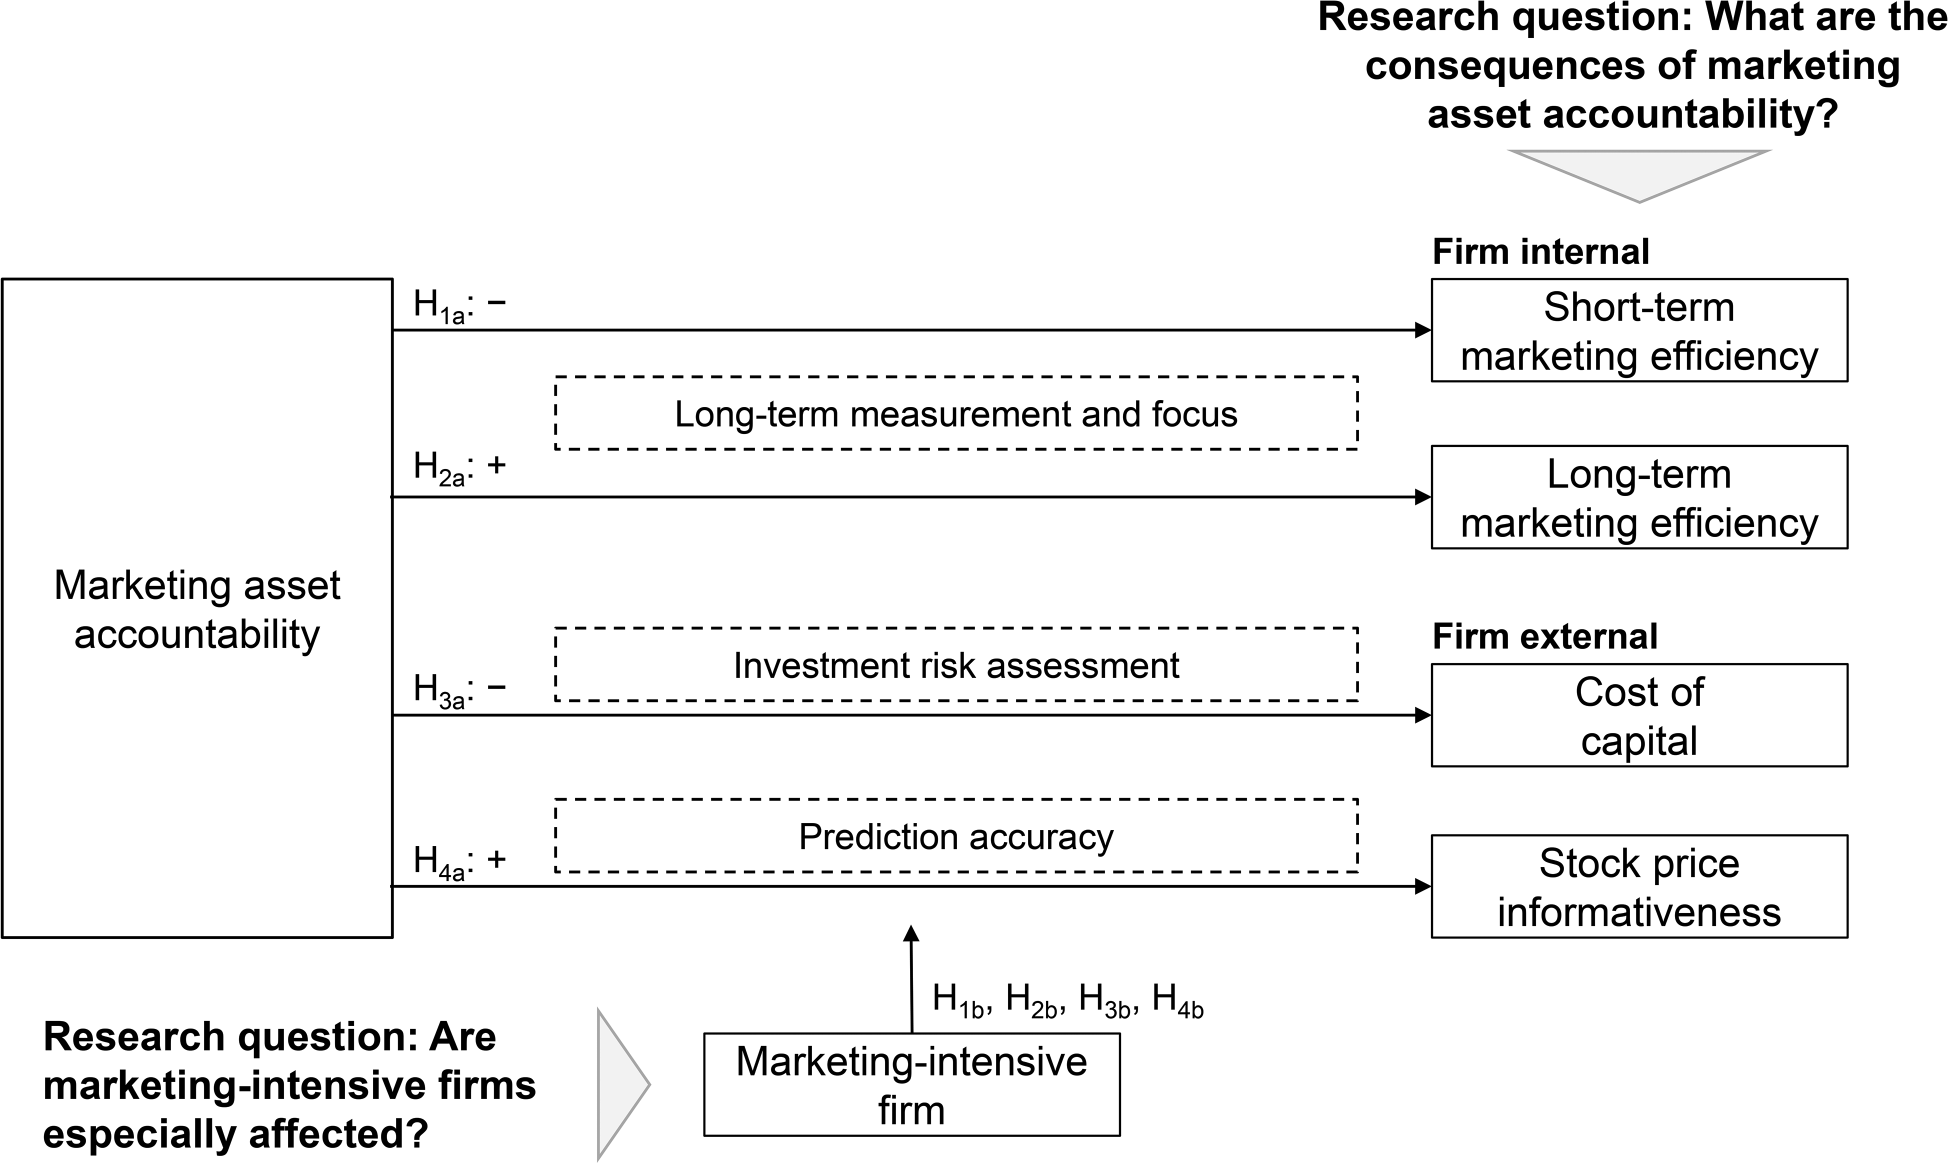 Research question: What are the
consequences of marketing
asset accountability?
Firm internal
H1a: −
Short-term
marketing efficiency
Long-term measurement and focus
H2a: +
Long-term
marketing efficiency
Marketing asset
accountability
Firm external
Investment risk assessment
H3a: −
Cost of
capital
Prediction accuracy
H4a: +
Stock price
informativeness
H1b, H2b, H3b, H4b
Research question: Are
marketing-intensive firms
especially affected?
Marketing-intensive
firm